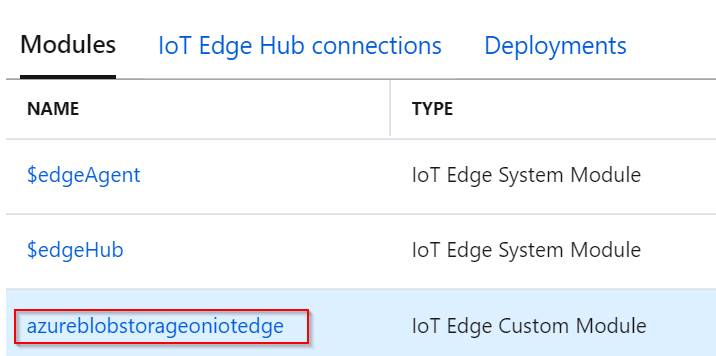 Modules IoT Edge Hub connections Deployments
NAME TYPE
$edgeAgent IoT Edge System Module
$edgeHub IoT Edge System Module
azureblobstorageoniotedge IoT Edge Custom Module